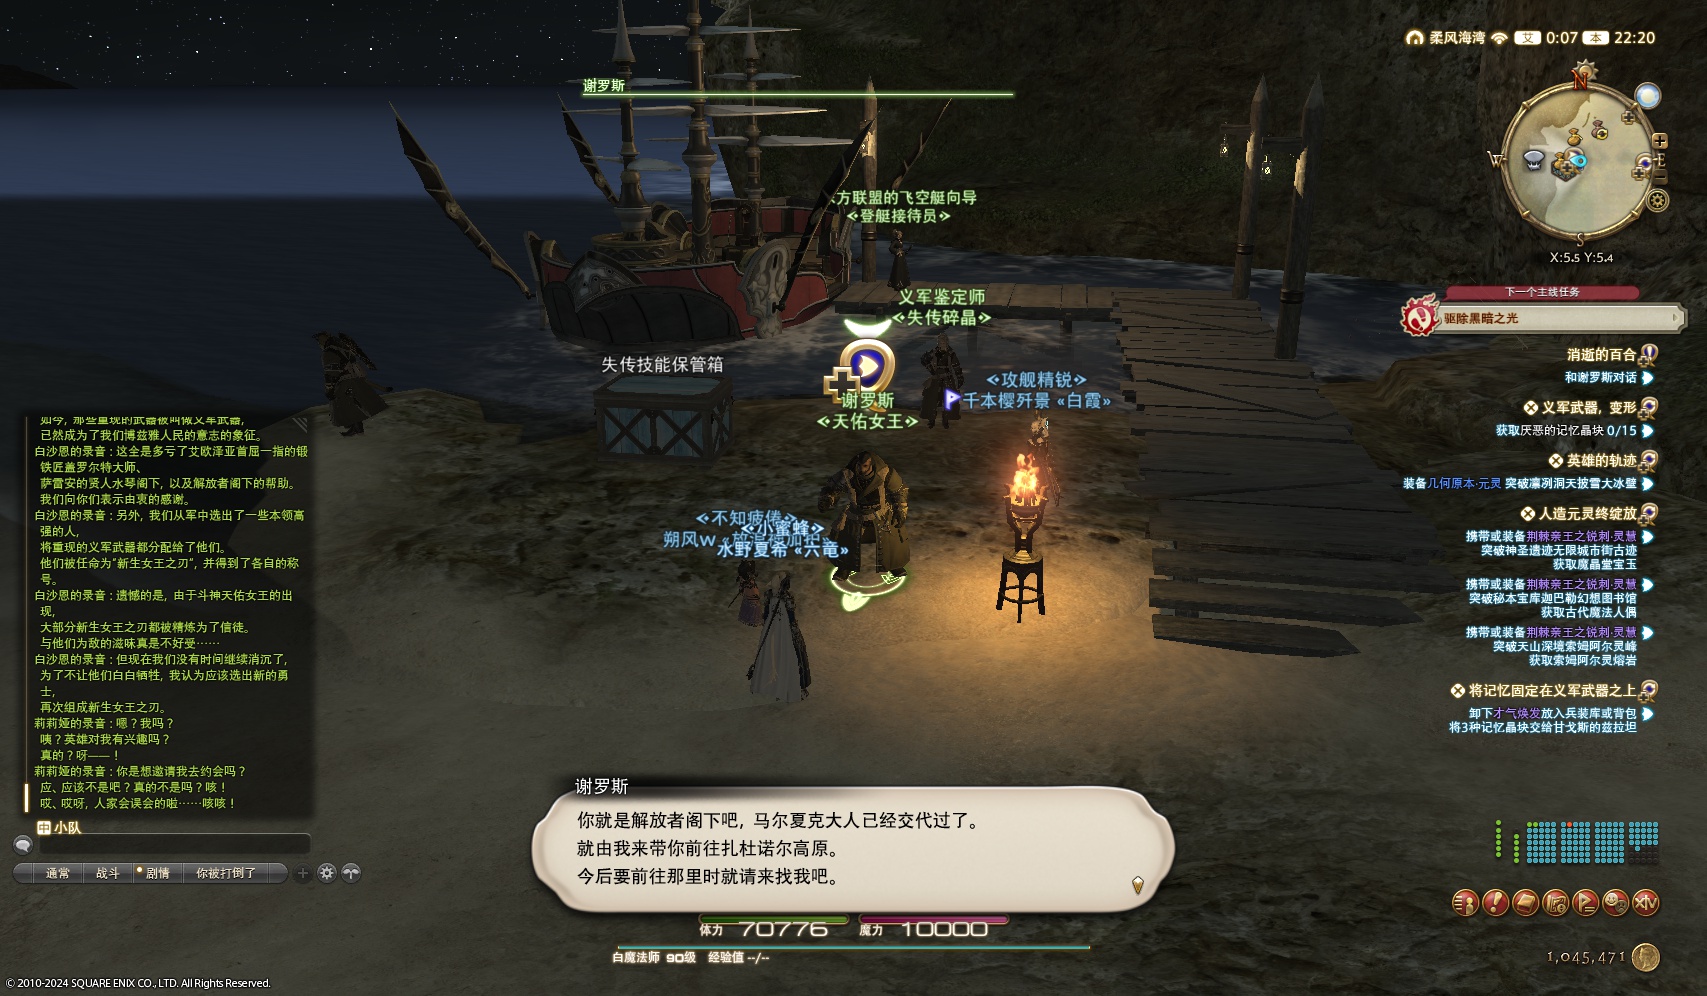 柔风海湾 艾 0:07 本 22:20
谢罗斯
N
W
E
S
方联盟的飞空艇向导
《登艇接待员》
X:5.5 Y:5.4
下一个主线任务
驱除黑暗之光
义军鉴定师
《失传碎晶》
失传技能保管箱
《攻舰精锐》
千本樱歼景 «白霞»
谢罗斯
《天佑女王》
《不知疲倦》
《小蜜蜂》
朔风w
水野夏希 «六竜»
消逝的百合
和谢罗斯对话
义军武器，变形
获取厌恶的记忆晶块 0/15
英雄的轨迹
装备几何原本·元灵 突破凛冽洞天披雪大冰壁
人造元灵终绽放
携带或装备荆棘亲王之锐刺·灵慧
突破神圣遗迹无限城市街古迹
获取魔晶堂宝玉
携带或装备荆棘亲王之锐刺·灵慧
突破秘本宝库迦巴勒幻想图书馆
获取古代魔法人偶
携带或装备荆棘亲王之锐刺·灵慧
突破天山深境索姆阿尔灵峰
获取索姆阿尔灵熔岩
将记忆固定在义军武器之上
卸下才气焕发放入兵装库或背包
将3种记忆晶块交给甘戈斯的兹拉坦
如今，那些重现的武器被叫做义军武器，
已然成为了我们博兹雅人民的意志的象征。
白沙恩的录音：这全是多亏了艾欧泽亚首屈一指的锻
铁匠盖罗尔特大师、
萨雷安的贤人水琴阁下，以及解放者阁下的帮助。
我们向你们表示由衷的感谢。
白沙恩的录音：另外，我们从军中选出了一些本领高
强的人，
将重现的义军武器都分配给了他们。
他们被任命为“新生女王之刃”，并得到了各自的称
号。
白沙恩的录音：遗憾的是，由于斗神天佑女王的出
现，
大部分新生女王之刃都被精炼为了信徒。
与他们为敌的滋味真是不好受……
白沙恩的录音：但现在我们没有时间继续消沉了，
为了不让他们白白牺牲，我认为应该选出新的勇
士，
再次组成新生女王之刃。
莉莉娅的录音：嗯？我吗？
咦？英雄对我有兴趣吗？
真的？呀——！
莉莉娅的录音：你是想邀请我去约会吗？
应、应该不是吧？真的不是吗？咳！
哎、哎呀，人家会误会的啦……咳咳！
小队
通常 战斗 剧情 你被打倒了
谢罗斯
你就是解放者阁下吧，马尔夏克大人已经交代过了。
就由我来带你前往扎杜诺尔高原。
今后要前往那里时就请来找我吧。
体力 70776 魔力 10000
白魔法师 90级 经验值 --/--
XIV
1,045,471
© 2010-2024 SQUARE ENIX CO., LTD. All Rights Reserved.